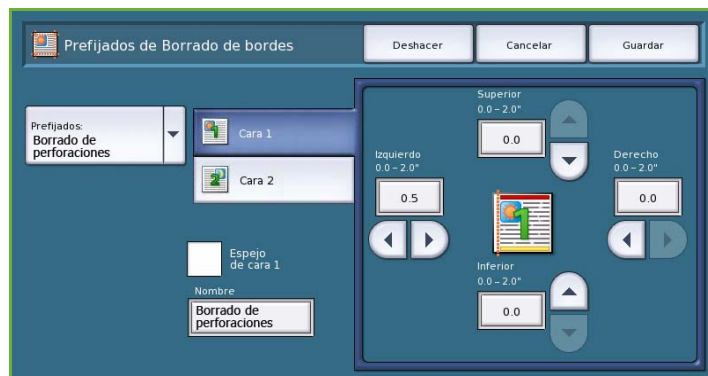 Prefijados de Borrado de bordes
Deshacer
Cancelar
Guardar
Prefijados:
Borrado de
perforaciones
Cara 1
Cara 2
Espejo
de cara 1
Nombre
Borrado de
perforaciones
Superior
0.0 – 2.0"
0.0
Izquierdo
0.0 – 2.0"
0.5
Derecho
0.0 – 2.0"
0.0
Inferior
0.0 – 2.0"
0.0